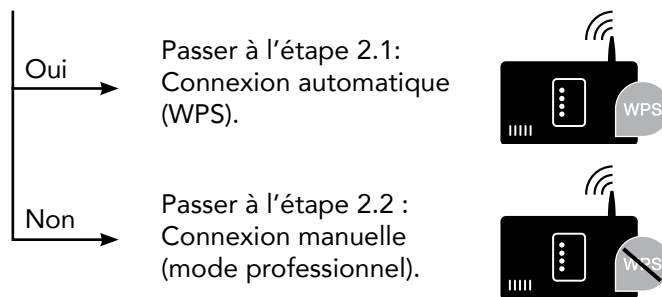 Oui
Passer à l'étape 2.1:
Connexion automatique
(WPS).
WPS
Non
Passer à l'étape 2.2 :
Connexion manuelle
(mode professionnel).
WPS